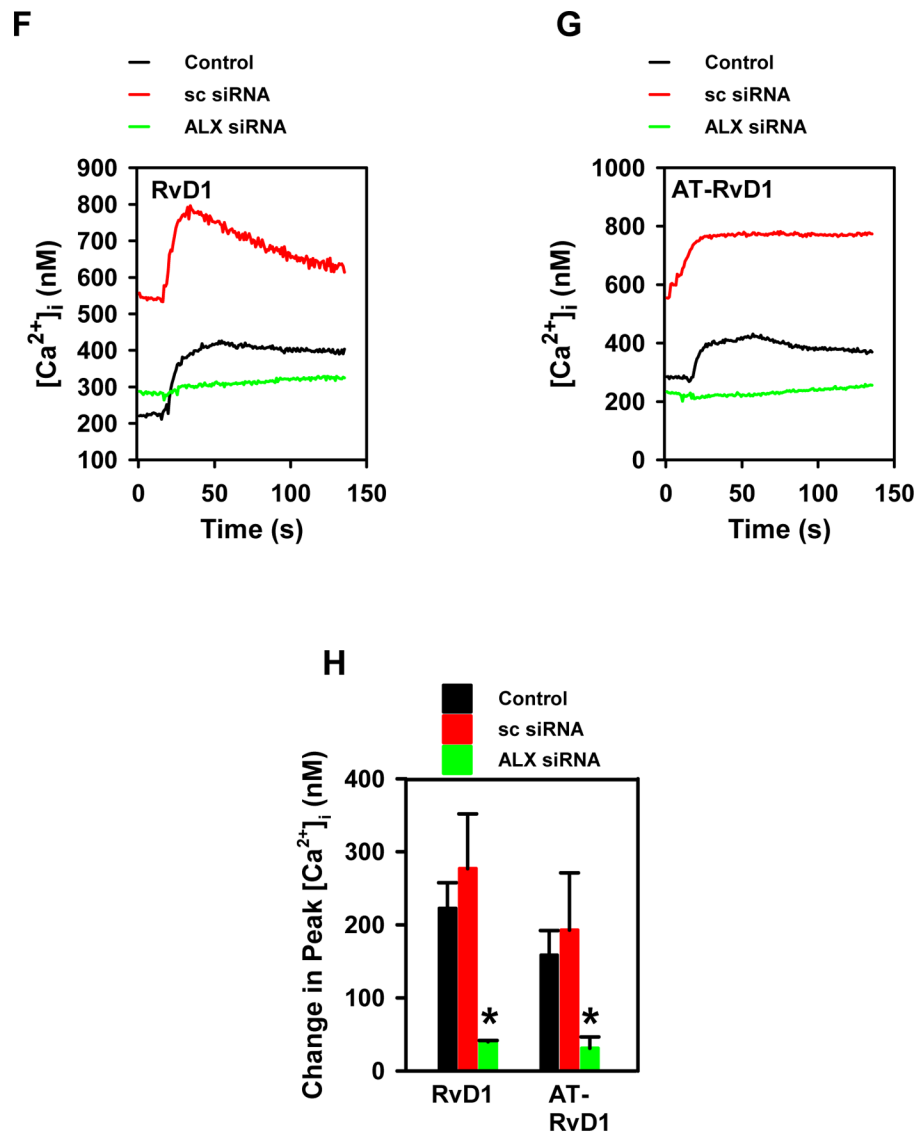 F
Control
sc siRNA
ALX siRNA
900
800
700
600
500
400
300
200
100
RvD1
[Ca2+]i (nM)
0 50 100 150
Time (s)
G
Control
sc siRNA
ALX siRNA
1000
800
600
400
200
0
AT-RvD1
[Ca2+]i (nM)
0 50 100 150
Time (s)
H
Control
sc siRNA
ALX siRNA
400
300
200
100
0
Change in Peak [Ca2+]i (nM)
* *
RvD1 AT-
RvD1